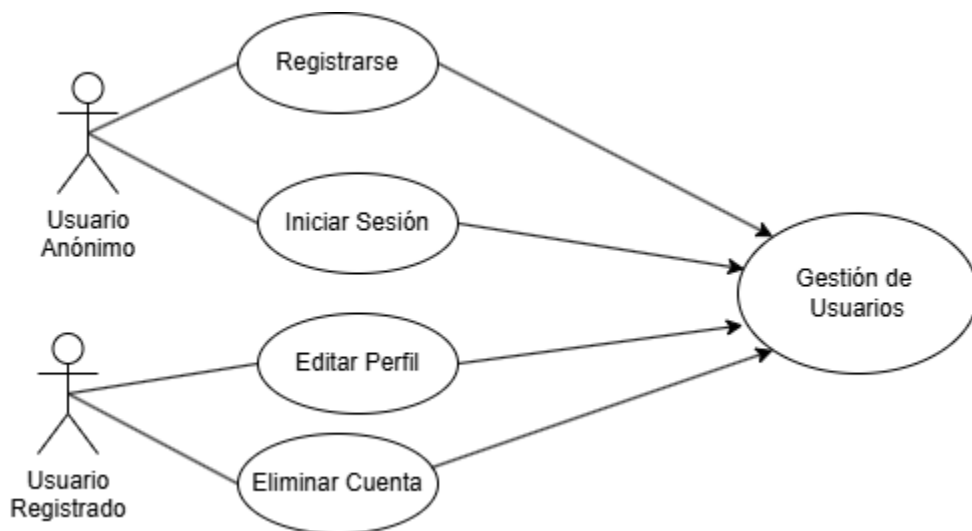 Registrarse
Usuario
Anónimo
Iniciar Sesión
Gestión de
Usuarios
Editar Perfil
Usuario
Registrado
Eliminar Cuenta